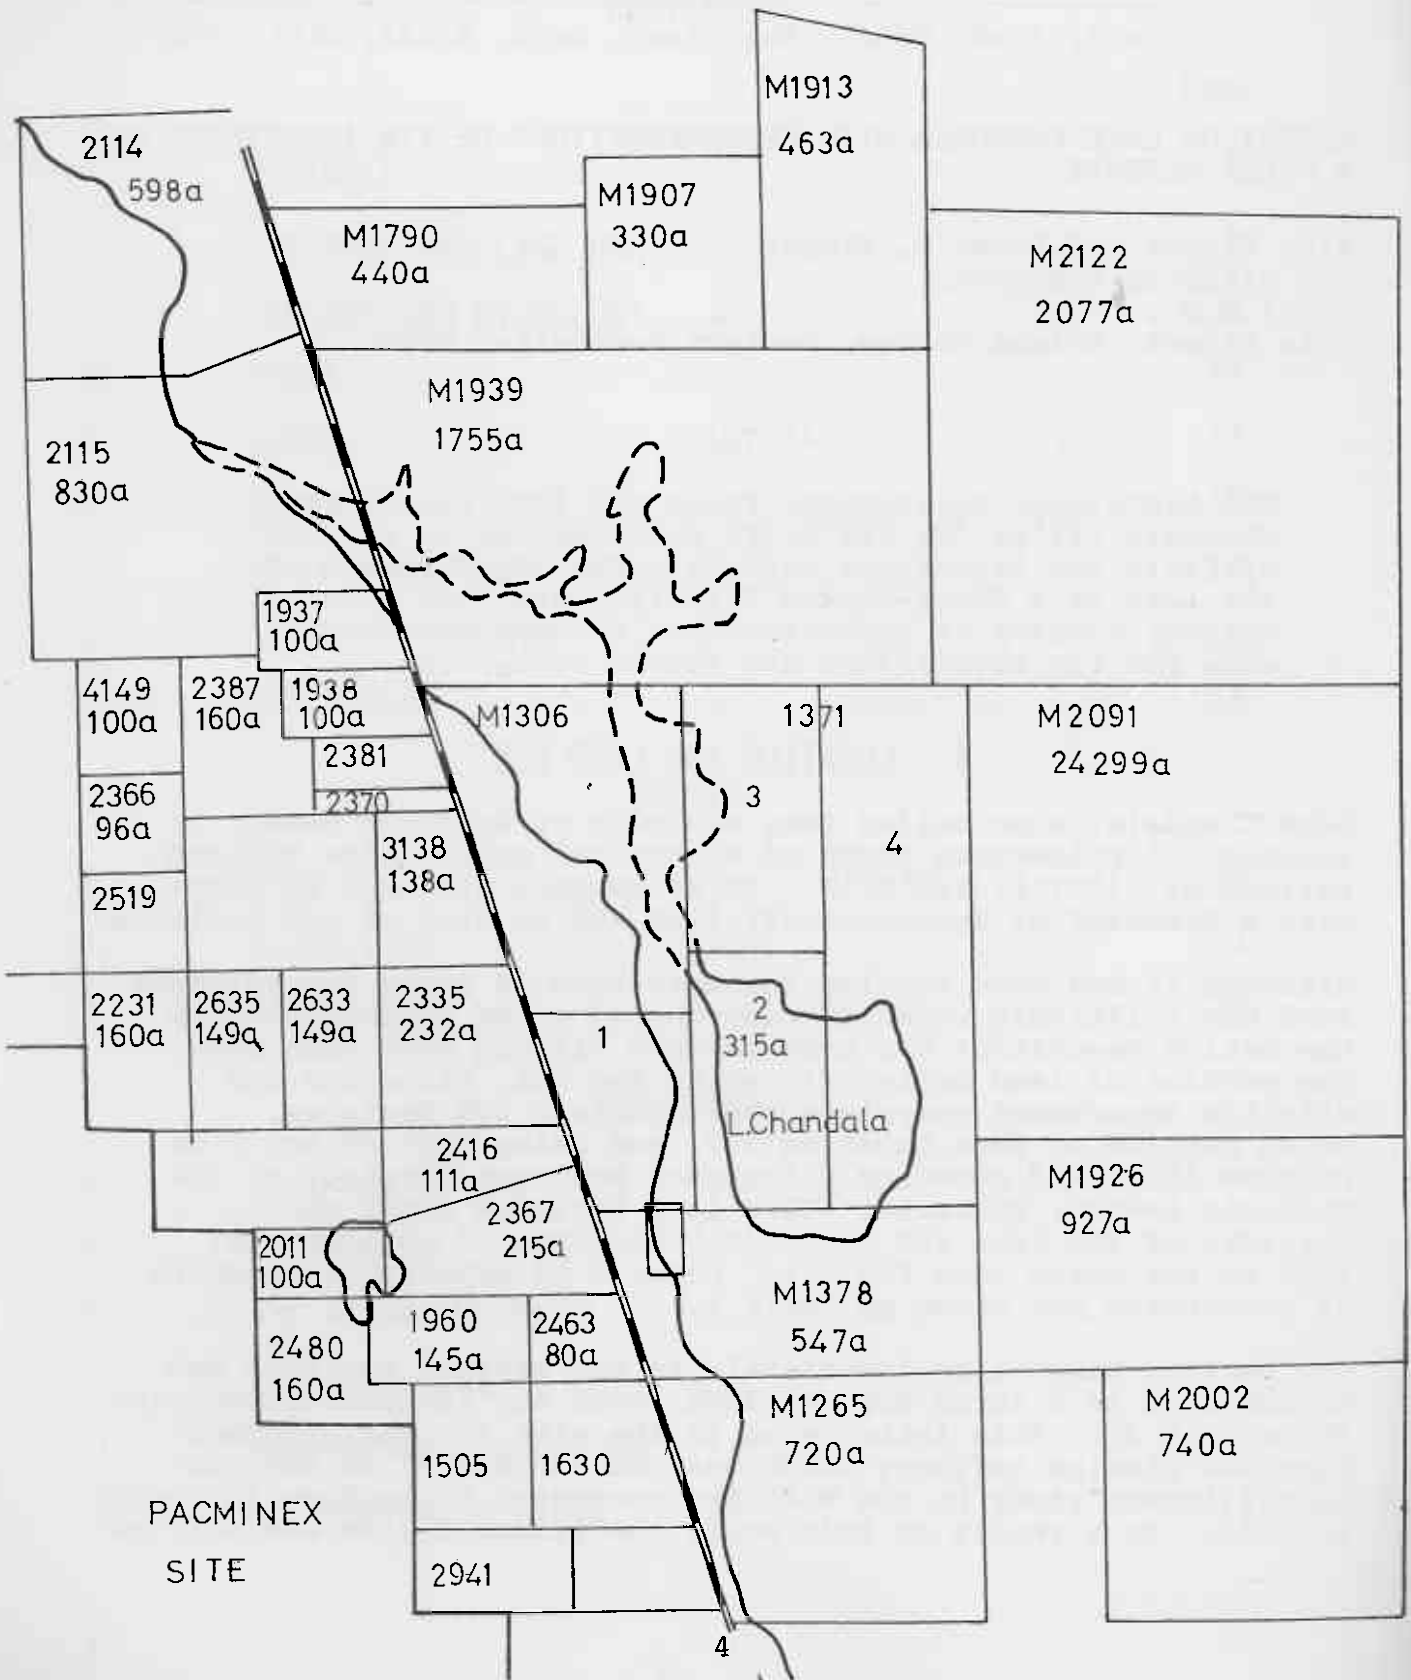 M1913
463a
2114
598a
M1907
330a
M1790
440a
M2122
2077a
M1939
1755a
2115
830a
1937
100a
4149
100a
2387
160a
1938
100a
M1306
1371
M2091
24299a
2381
2366
96a
2370
3
3138
138a
4
2519
2231
160a
2635
149a
2633
149a
2335
232a
1
2
315a
L.Chandala
2416
111a
M1926
927a
2367
215a
2011
100a
M1378
547a
1960
145a
2463
80a
2480
160a
M1265
720a
M2002
740a
1505
1630
PACMINEX
SITE
2941
4